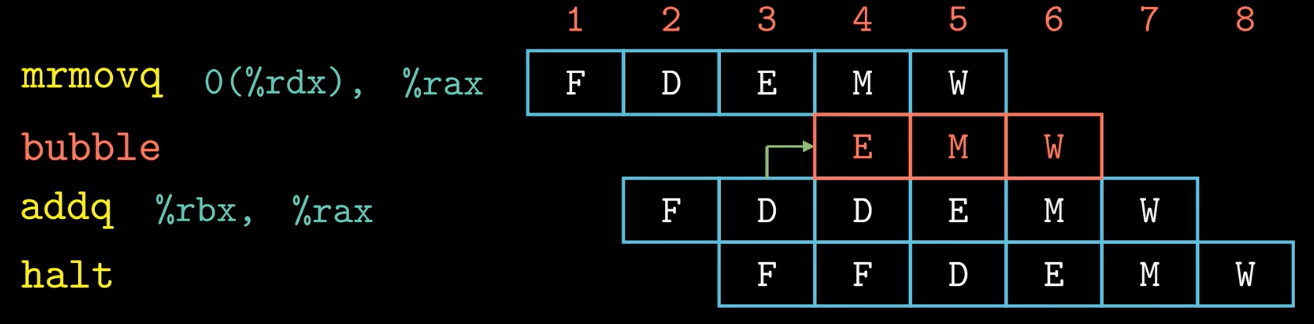 1 2 3 4 5 6 7 8
mrmovq 0(%rdx), %rax F D E M W
bubble E M W
addq %rbx, %rax F D D E M W
halt F F D E M W